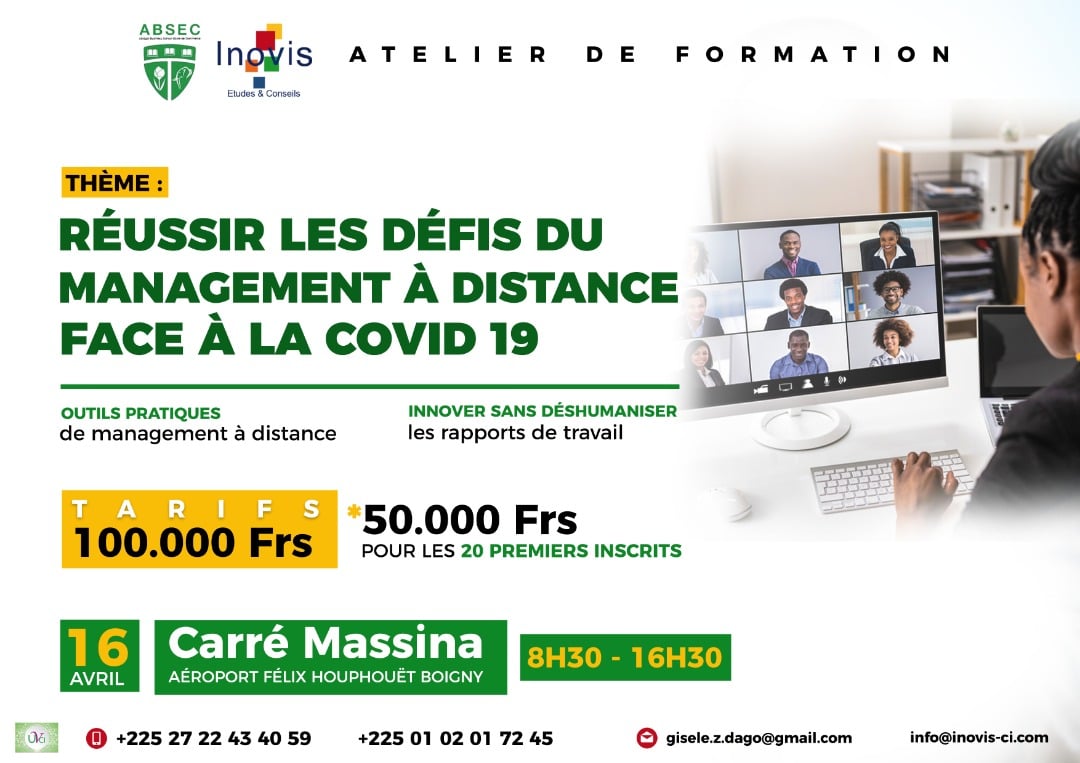 ABSEC
Inovis
Etudes & Conseils
ATELIER DE FORMATION
THÈME :
RÉUSSIR LES DÉFIS DU
MANAGEMENT À DISTANCE
FACE À LA COVID 19
OUTILS PRATIQUES
de management à distance
INNOVER SANS DÉSHUMANISER
les rapports de travail
TARIFS
100.000 Frs
*50.000 Frs
POUR LES 20 PREMIERS INSCRITS
16
AVRIL
Carré Massina
AÉROPORT FÉLIX HOUPHOUËT BOIGNY
8H30 - 16H30
+225 27 22 43 40 59
+225 01 02 01 72 45
gisele.z.dago@gmail.com
info@inovis-ci.com